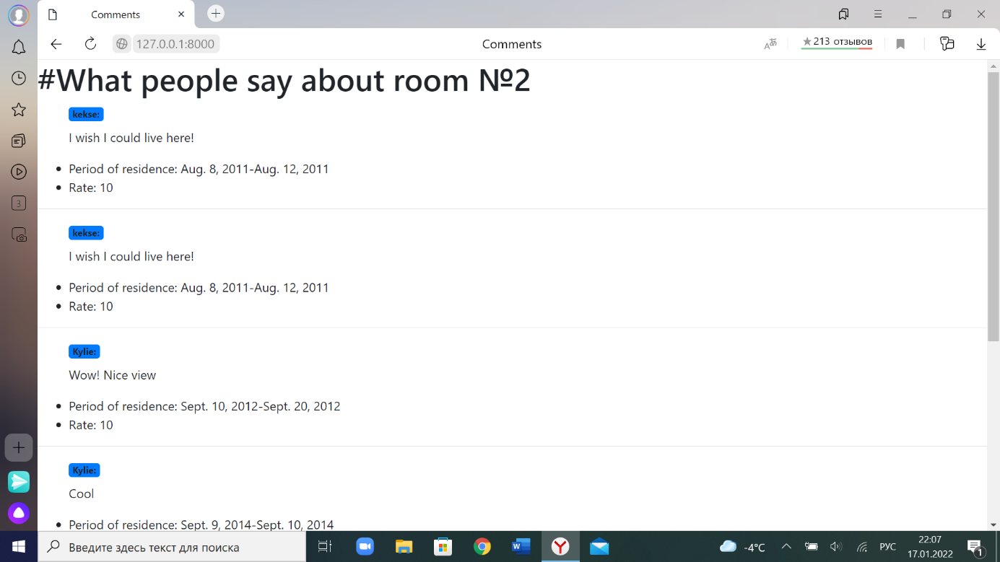 Comments
127.0.0.1:8000
Comments
213 отзывов
#What people say about room №2
kekse:
I wish I could live here!
Period of residence: Aug. 8, 2011-Aug. 12, 2011
Rate: 10
kekse:
I wish I could live here!
Period of residence: Aug. 8, 2011-Aug. 12, 2011
Rate: 10
Kylie:
Wow! Nice view
Period of residence: Sept. 10, 2012-Sept. 20, 2012
Rate: 10
Kylie:
Cool
Period of residence: Sept. 9, 2014-Sept. 10, 2014
3
Введите здесь текст для поиска
-4°C
РУС
22:07
17.01.2022
1